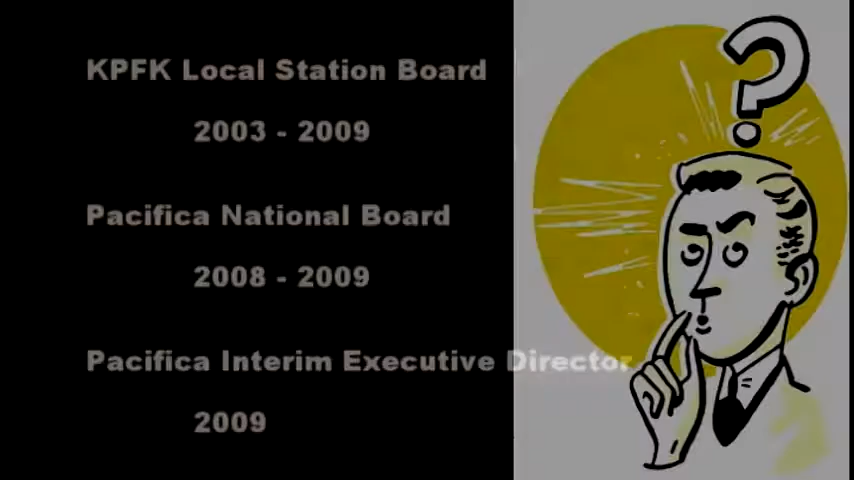 KPFK Local Station Board
2003 - 2009
Pacifica National Board
2008 - 2009
Pacifica Interim Executive Director
2009
?